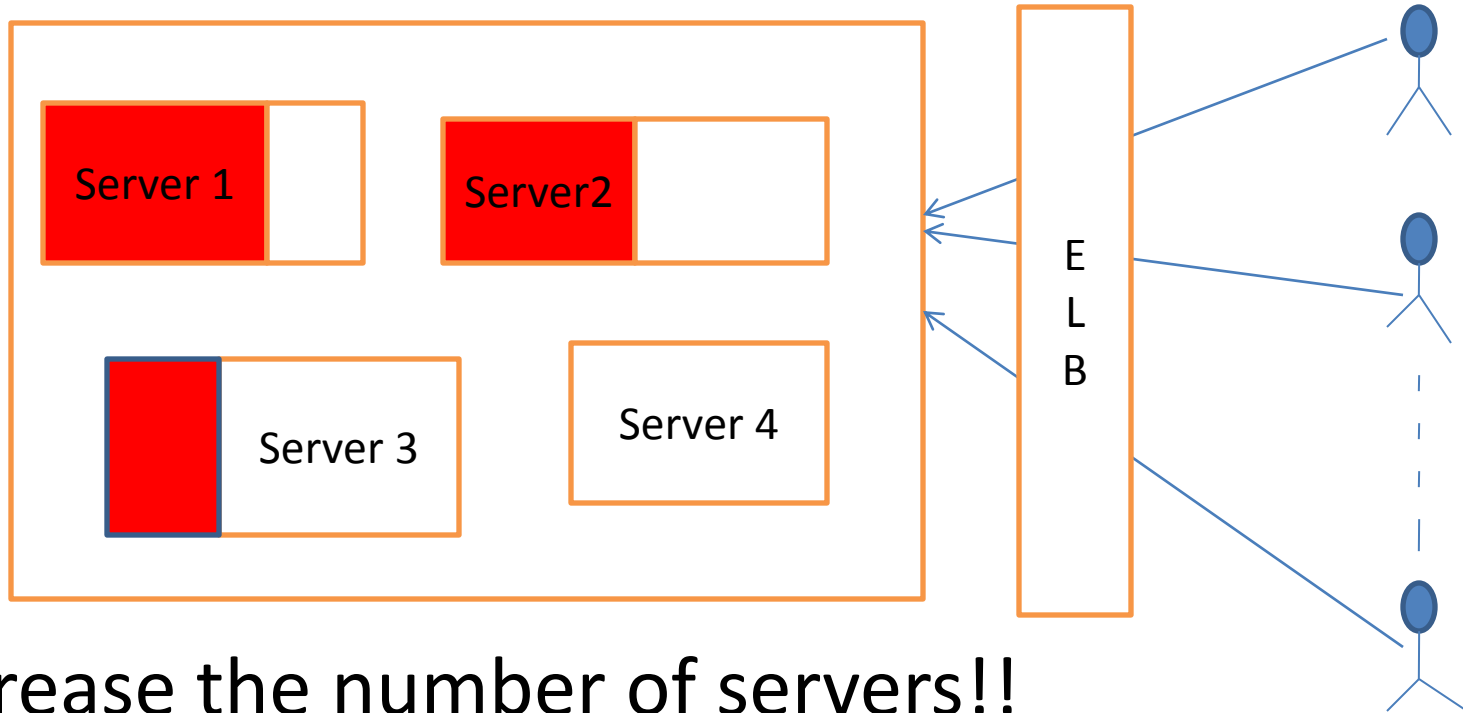 Server 1
Server2
Server 3
Server 4
E
L
B
rease the number of servers!!